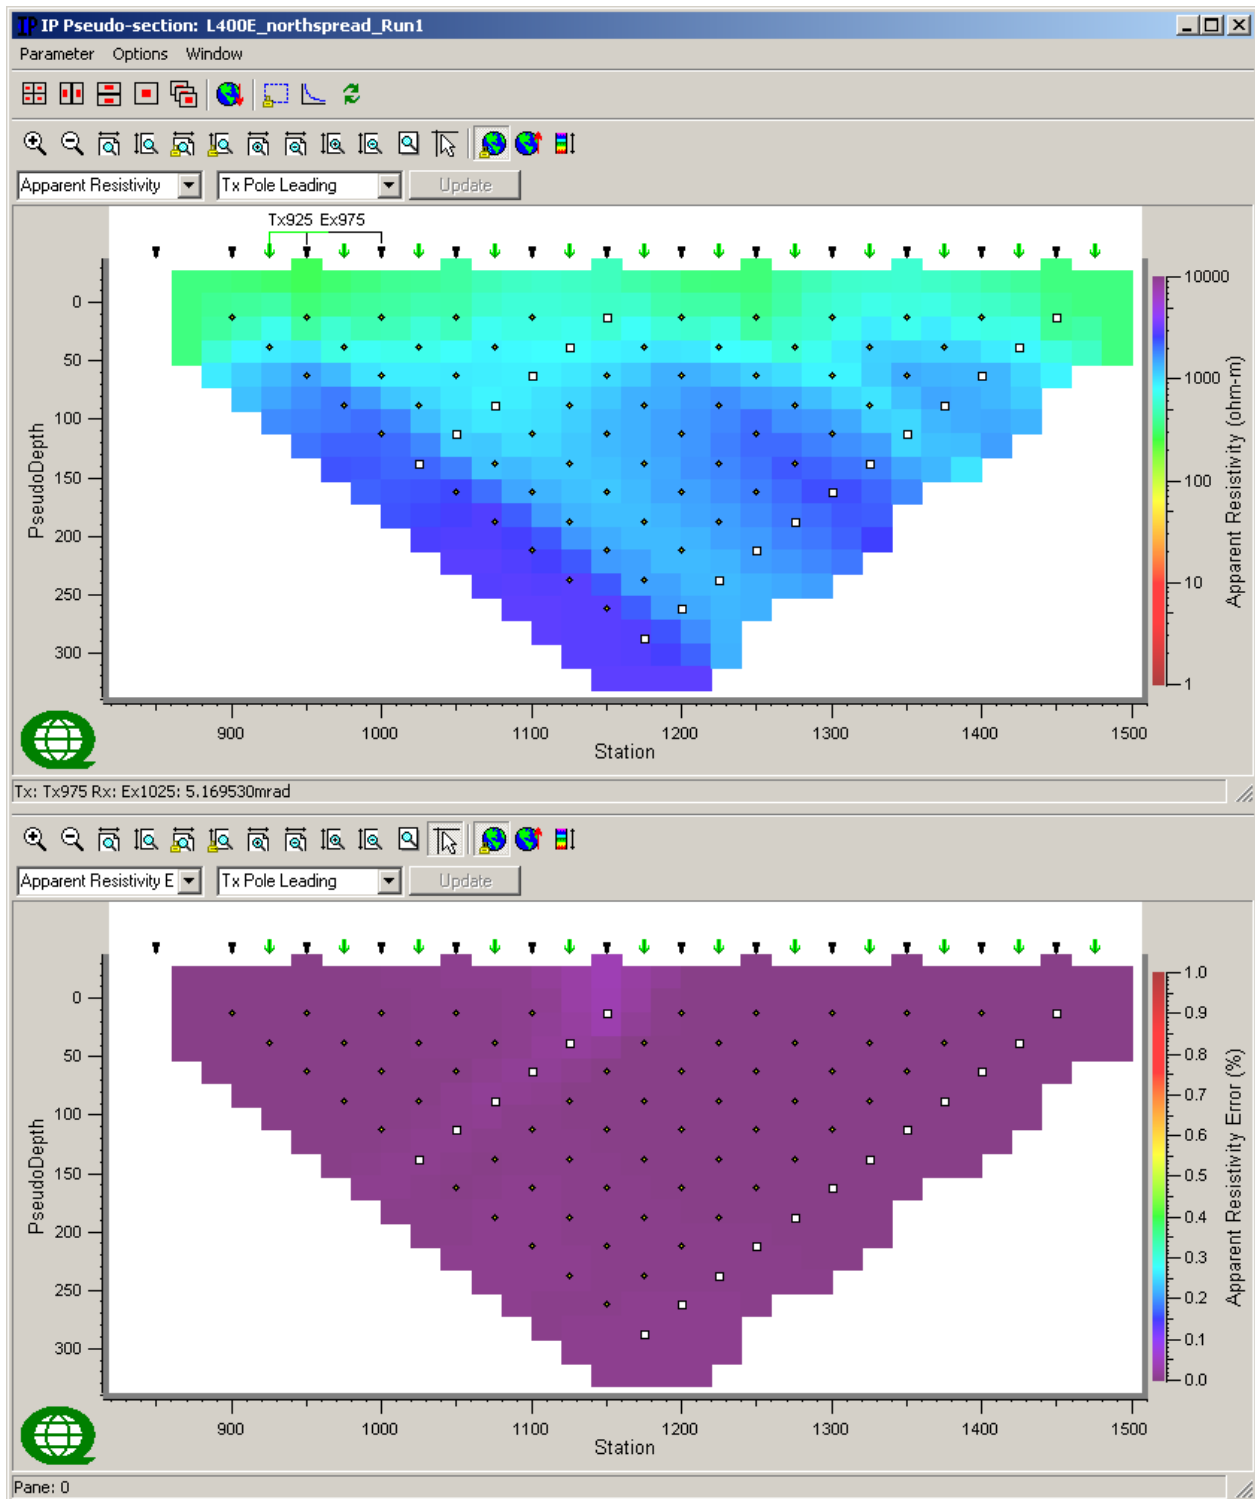 IP IP Pseudo-section: L400E_northspread_Run1
Parameter Options Window
Apparent Resistivity Tx Pole Leading Update
Tx925 Ex975
0
50
100
150
200
250
300
PseudoDepth
900 1000 1100 1200 1300 1400 1500
Station
10000
1000
100
10
1
Apparent Resistivity (ohm-m)
Tx: Tx975 Rx: Ex1025: 5.169530mrad
Apparent Resistivity E Tx Pole Leading Update
0
50
100
150
200
250
300
PseudoDepth
900 1000 1100 1200 1300 1400 1500
Station
1.0
0.9
0.8
0.7
0.6
0.5
0.4
0.3
0.2
0.1
0.0
Apparent Resistivity Error (%)
Pane: 0